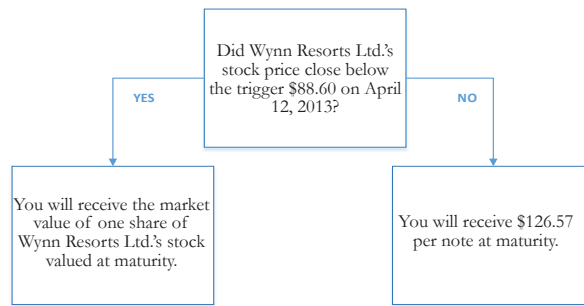 Did Wynn Resorts Ltd.'s
stock price close below
the trigger $88.60 on April
12, 2013?
YES
NO
You will receive the market
value of one share of
Wynn Resorts Ltd.'s stock
valued at maturity.
You will receive $126.57
per note at maturity.